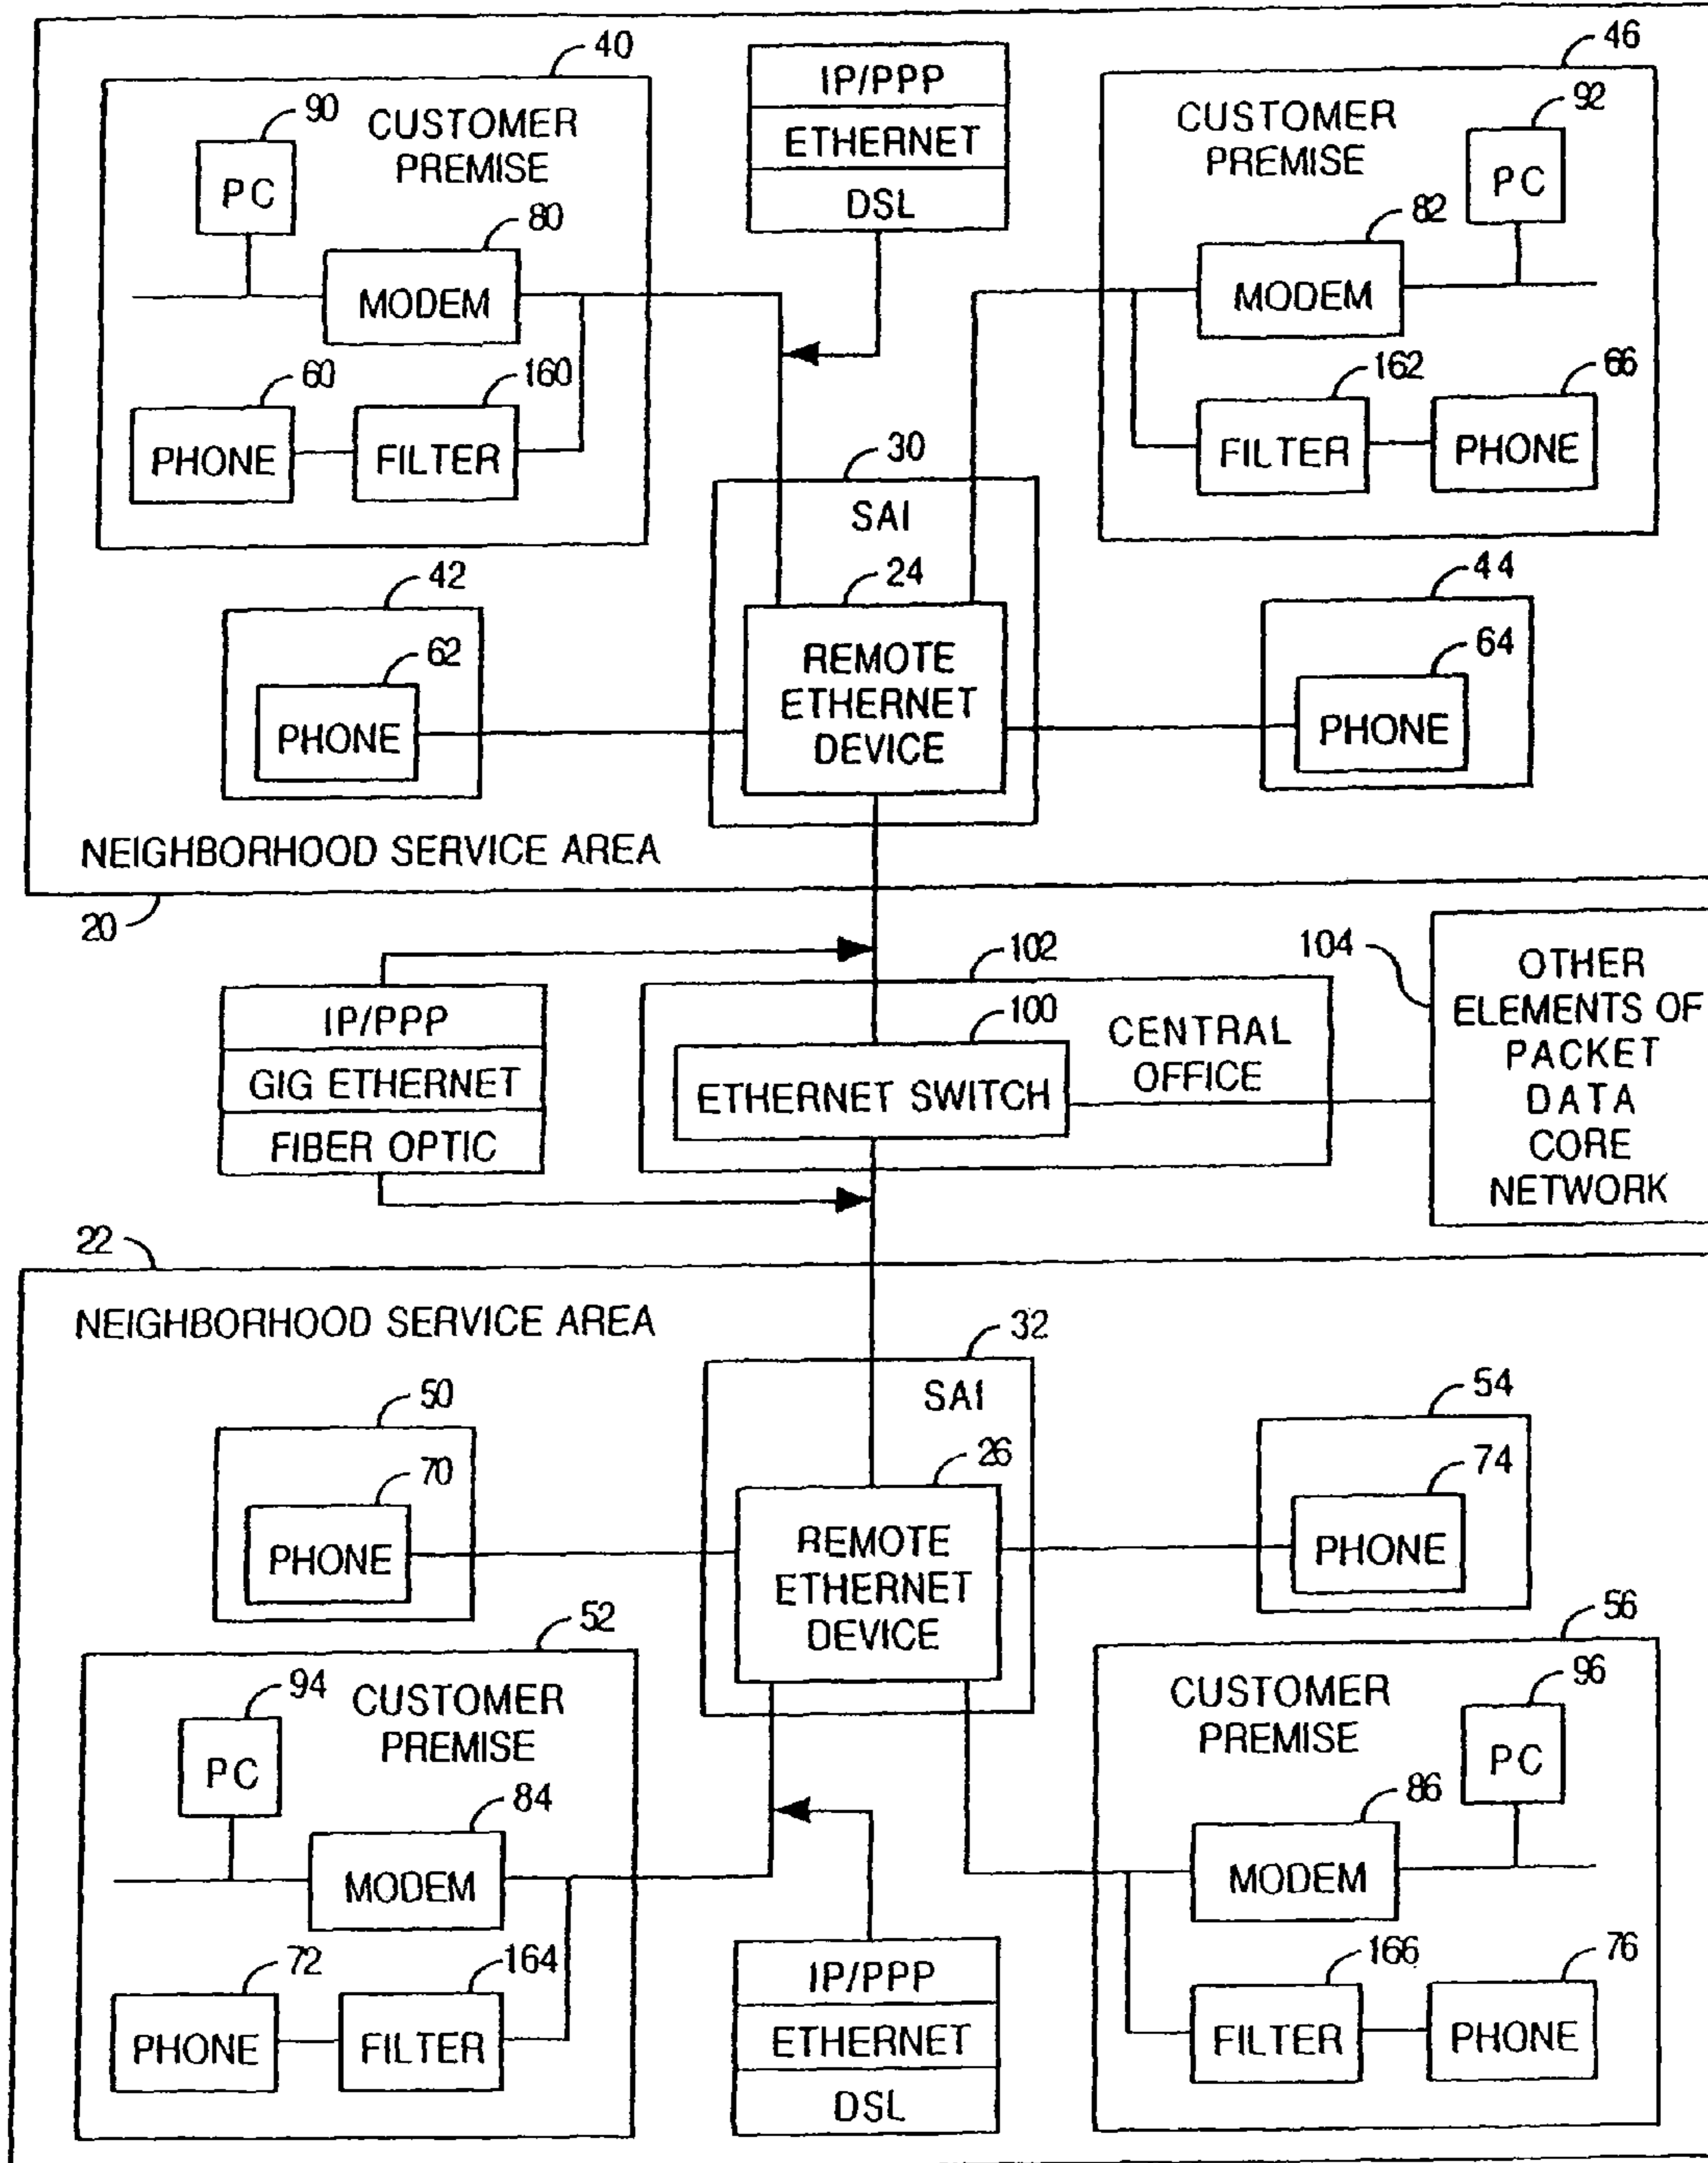 40
90
CUSTOMER
PREMISE
PC
80
MODEM
60
160
PHONE
FILTER
IP/PPP
ETHERNET
DSL
46
CUSTOMER
PREMISE
92
PC
82
MODEM
162
66
FILTER
PHONE
30
SAI
24
REMOTE
ETHERNET
DEVICE
42
62
PHONE
44
64
PHONE
NEIGHBORHOOD SERVICE AREA
20
IP/PPP
GIG ETHERNET
FIBER OPTIC
102
100
CENTRAL
OFFICE
ETHERNET SWITCH
104
OTHER
ELEMENTS OF
PACKET
DATA
CORE
NETWORK
22
NEIGHBORHOOD SERVICE AREA
32
SAI
26
REMOTE
ETHERNET
DEVICE
50
70
PHONE
54
74
PHONE
52
94
CUSTOMER
PREMISE
PC
84
MODEM
72
164
PHONE
FILTER
IP/PPP
ETHERNET
DSL
56
CUSTOMER
PREMISE
96
PC
86
MODEM
166
76
FILTER
PHONE